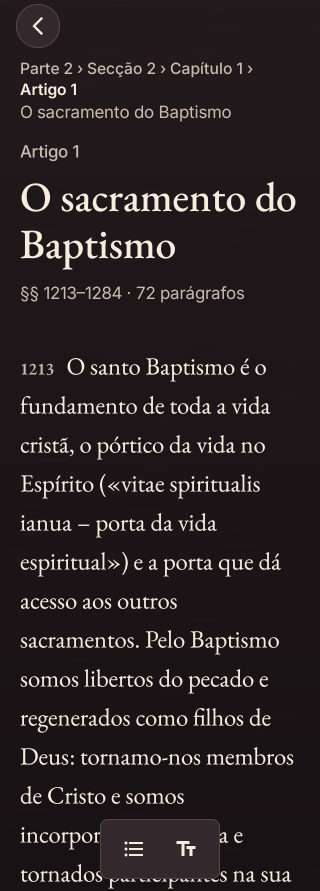 Parte 2 › Secção 2 › Capítulo 1 ›
Artigo 1
O sacramento do Baptismo
Artigo 1
O sacramento do
Baptismo
§§ 1213–1284 · 72 parágrafos
1213 O santo Baptismo é o
fundamento de toda a vida
cristã, o pórtico da vida no
Espírito («vitae spiritualis
ianua – porta da vida
espiritual») e a porta que dá
acesso aos outros
sacramentos. Pelo Baptismo
somos libertos do pecado e
regenerados como filhos de
Deus: tornamo-nos membros
de Cristo e somos
e
tornados participantes na sua